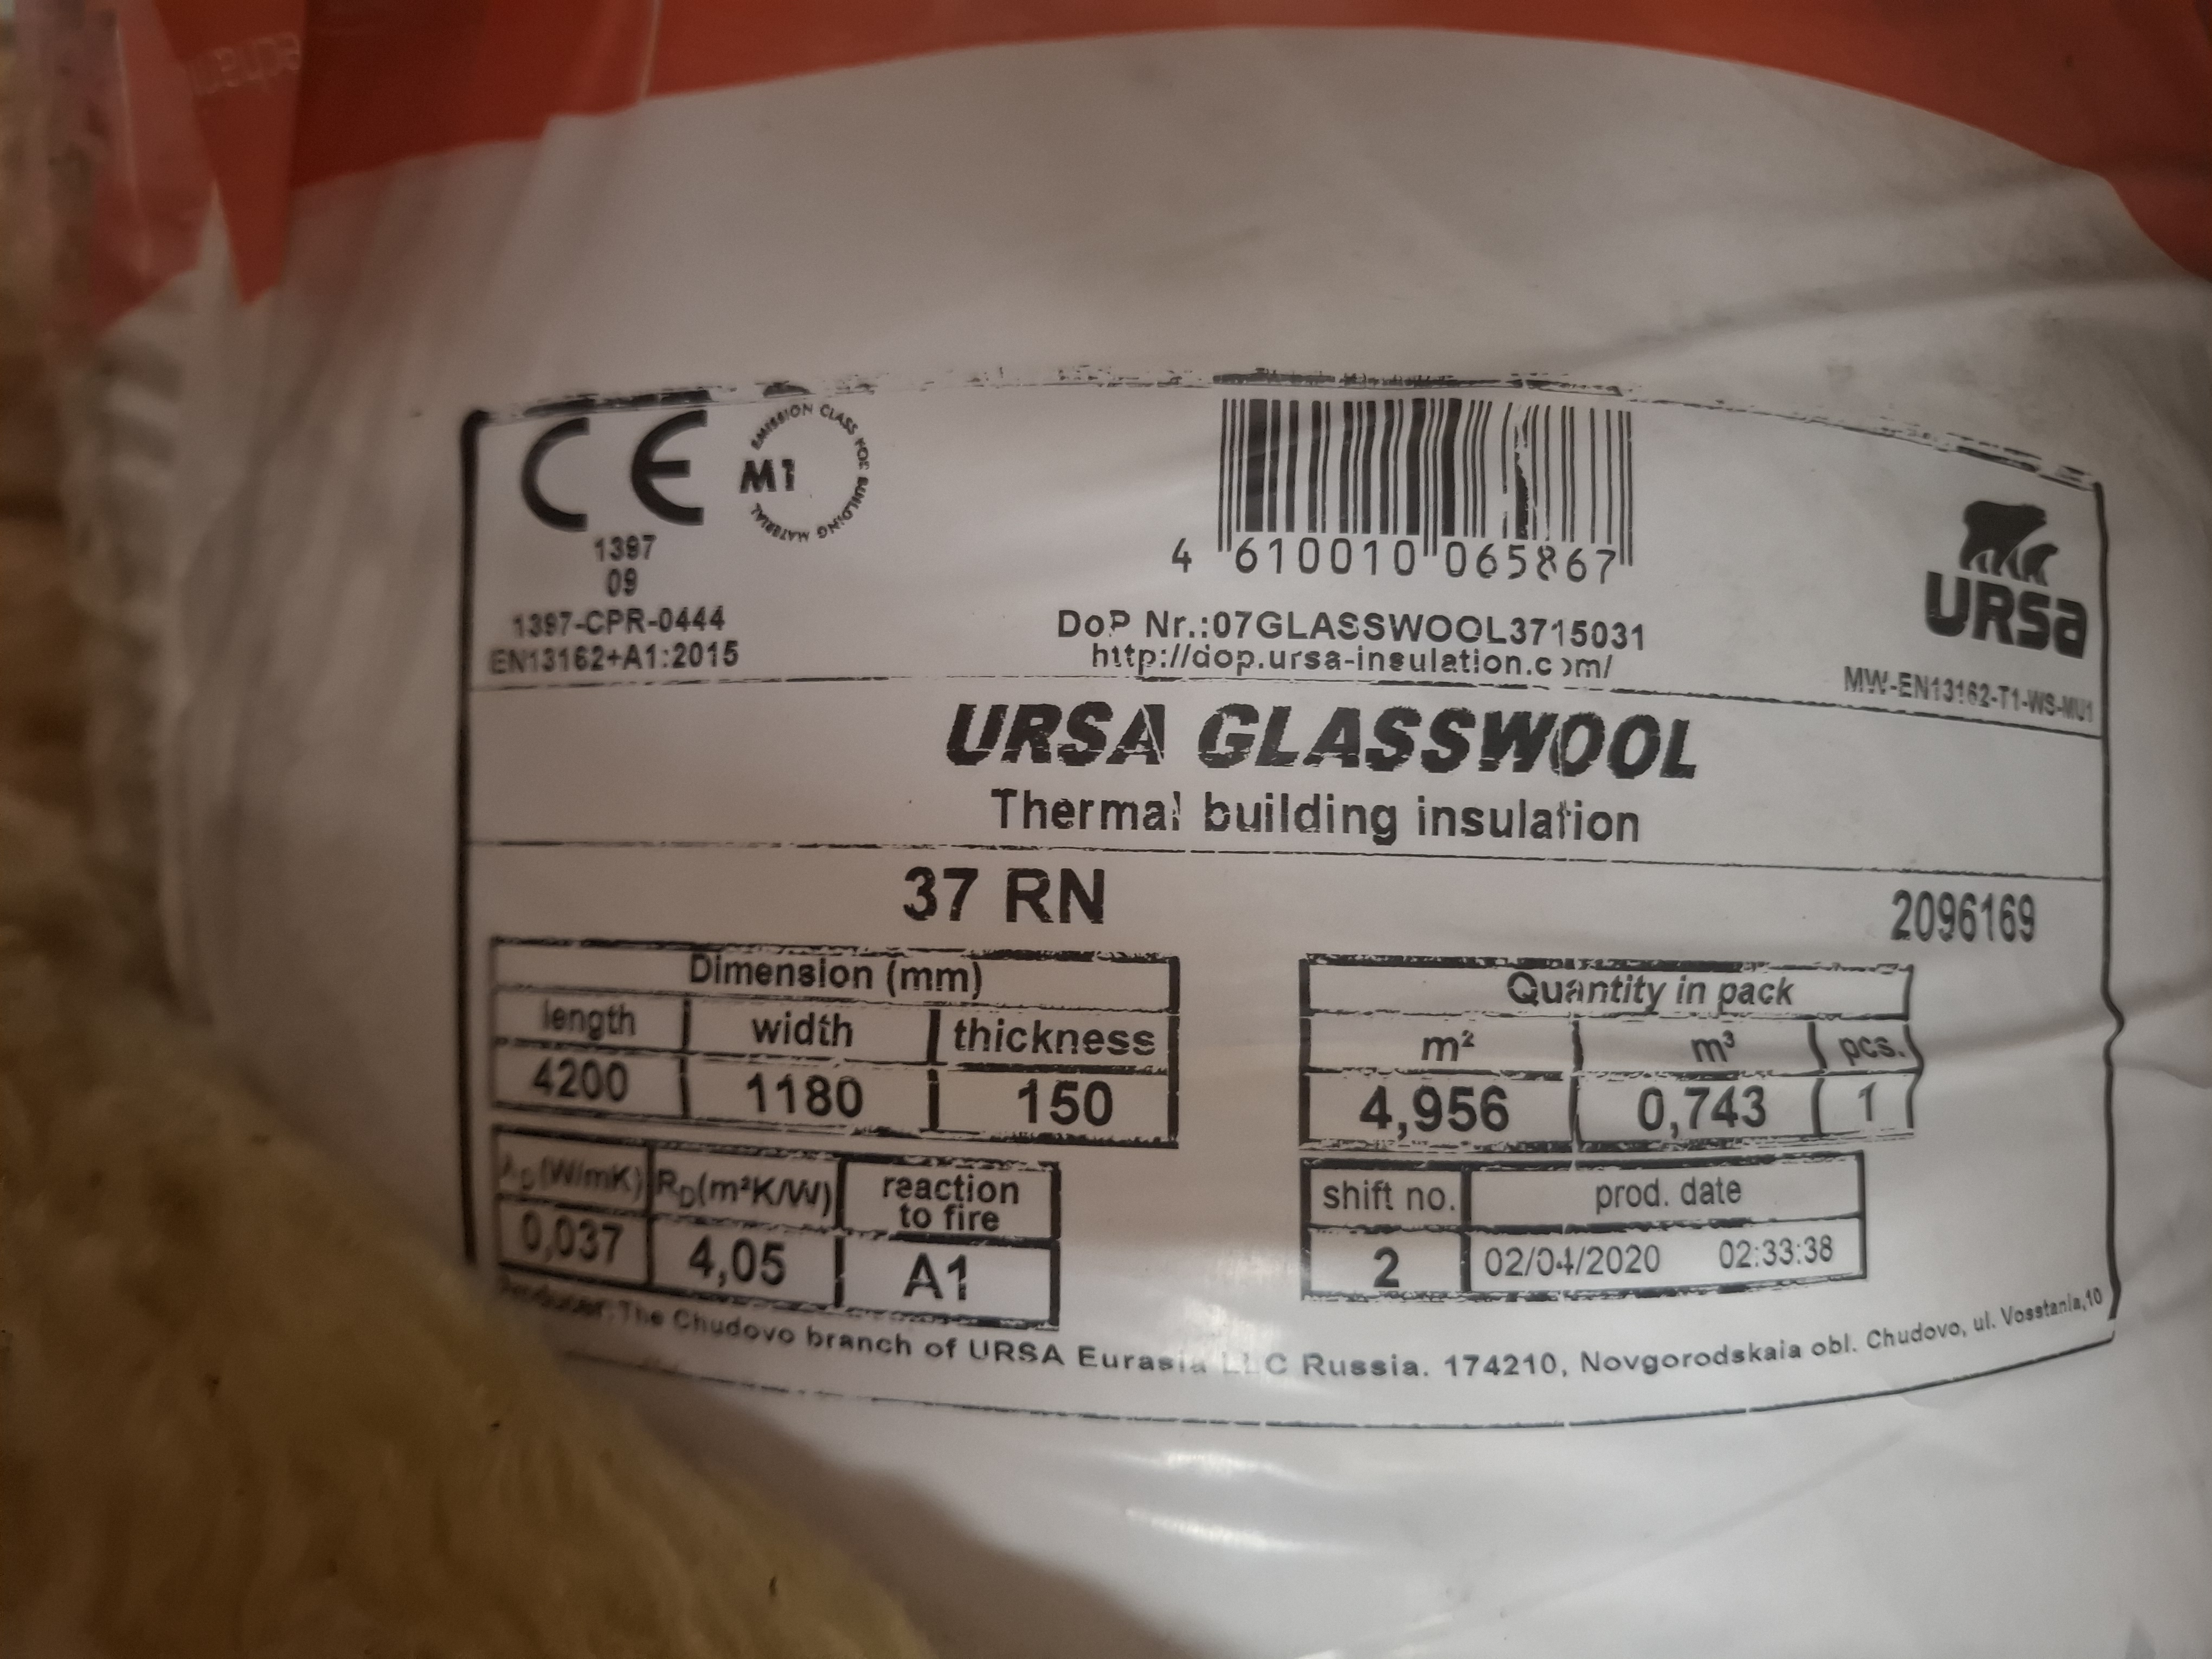 CE
M1
EMISSION CLASS FOR BUILDING MATERIAL
1397
09
1397-CPR-0444
EN13162+A1:2015
4 610010 065867
DoP Nr.:07GLASSWOOL3715031
http://dop.ursa-insulation.com/
URSA
MW-EN13162-T1-WS-MU1
URSA GLASSWOOL
Thermal building insulation
37 RN
2096169
Dimension (mm)
length width thickness
4200 1180 150
Quantity in pack
m² m³ pcs.
4,956 0,743 1
λD(W/mK) RD(m²K/W) reaction to fire
0,037 4,05 A1
shift no. prod. date
2 02/04/2020 02:33:38
Producer: The Chudovo branch of URSA Eurasia LLC Russia. 174210, Novgorodskaia obl. Chudovo, ul. Vosstania,10